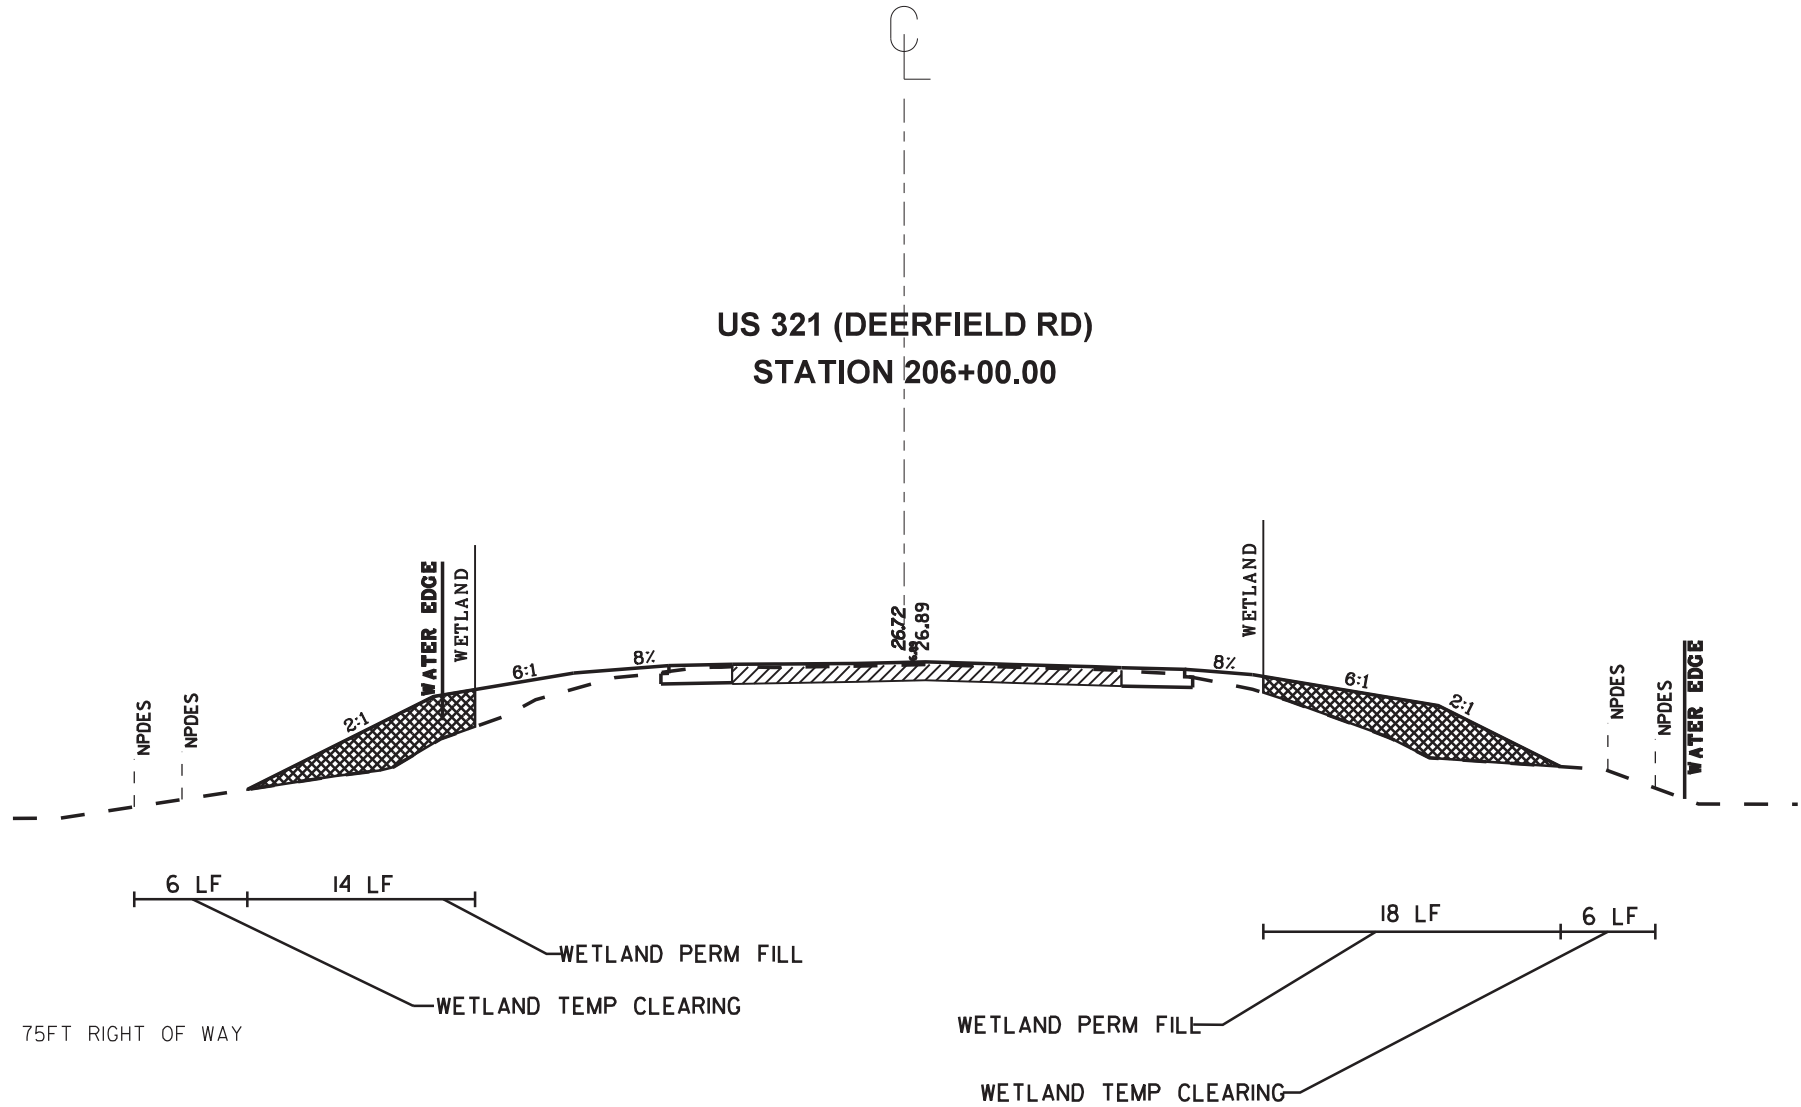 CL
US 321 (DEERFIELD RD)
STATION 206+00.00
NPDES
NPDES
2:1
WATER EDGE
WETLAND
6:1
8%
26.72
26.89
8%
WETLAND
6:1
2:1
NPDES
NPDES
WATER EDGE
6 LF
14 LF
18 LF
6 LF
WETLAND PERM FILL
WETLAND TEMP CLEARING
WETLAND PERM FILL
75FT RIGHT OF WAY
WETLAND TEMP CLEARING